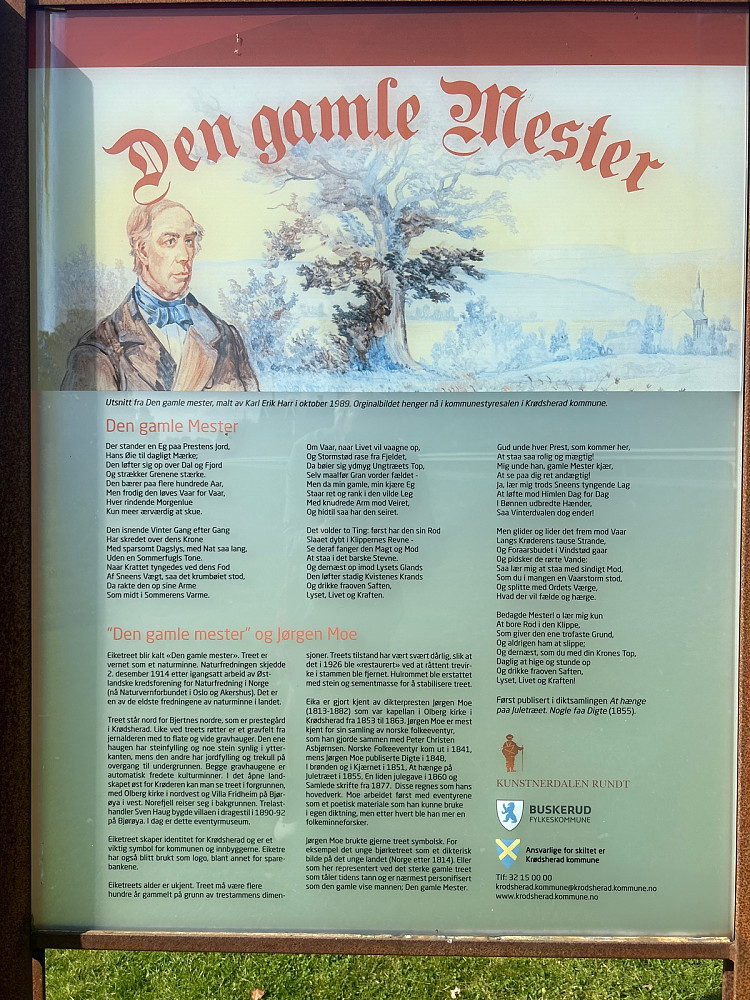 Den gamle Mester
Utsnitt fra Den gamle mester, malt av Karl Erik Harr i oktober 1989. Orginalbildet henger nå i kommunestyresalen i Krødsherad kommune.
Den gamle Mester
Der stander en Eg paa Prestens Jord,
Hans Øie til dagligt Mærke;
Den løfter sig op over Dal og Fjord
Og strækker Grenene stærke.
Den bærer paa flere hundrede Aar,
Men frodig den løves Vaar for Vaar,
Hver rindende Morgenlue
Kun meer ærværdig at skue.
Den isnende Vinter Gang efter Gang
Har skredet over dens Krone
Med sparsomt Dagslys, med Nat saa lang,
Uden en Sommerfugls Tone.
Naar Krattet tyngedes ved dens Fod
Af Sneens Vægt, saa det krumbøiet stod,
Da rakte den op sine Arme
Som midt i Sommerens Varme.
Om Vaar, naar Livet vil vaagne op,
Og Stormstød rase fra Fjeldet,
Da bøier sig ydmyg Ungtræets Top,
Selv maalfør Gran vorder fældet -
Men da min gamle, min kjære Eg
Staar ret og rank i den vilde Leg
Med knudrede Arm mod Veiret,
Og hidtil saa har den seiret.
Det volder to Ting: først har den sin Rod
Slaaet dybt i Klippernes Revne -
Se deraf fanger den Magt og Mod
At staa i det barske Stevne.
Og dernæst op imod Lysets Glands
Den løfter stadig Kvistenes Krands
Og drikke fraoven Saften,
Lyset, Livet og Kraften.
Gud unde hver Prest, som kommer her,
At staa saa rolig og mægtig!
Mig unde han, gamle Mester kjær,
At se paa dig ret andægtig!
Ja, lær mig trods Sneens tyngende Lag
At løfte mod Himlen Dag for Dag
I Bønnen udbredte Hænder,
Saa Vinterdvalen dog ender!
Men glider og lider det frem mod Vaar
Langs Krøderens tause Strande,
Og Foraarsbudet i Vindstød gaar
Og pidsker de rørte Vande:
Saa lær mig at staa med sindigt Mod,
Som du i mangen en Vaarstorm stod,
Og splitte med Ordets Værge,
Hvad der vil fælde og hærge.
Bedagde Mester! o lær mig kun
At bore Rod i den Klippe,
Som giver den ene trofaste Grund,
Og aldrigen ham at slippe;
Og dernæst, som du med din Krones Top,
Daglig at hige og stunde op
Og drikke fraoven Saften,
Lyset, Livet og Kraften!
Først publisert i diktsamlingen At hænge
paa Juletræet. Nogle faa Digte (1855).
"Den gamle mester" og Jørgen Moe
Eiketreet blir kalt «Den gamle mester». Treet er
vernet som et naturminne. Naturfredningen skjedde
2. desember 1914 etter igangsatt arbeid av Øst-
landske kredsforening for Naturfredning i Norge
(nå Naturvernforbundet i Oslo og Akershus). Det er
en av de eldste fredningene av naturminne i landet.
Treet står nord for Bjertnes nordre, som er prestegård
i Krødsherad. Like ved treets røtter er et gravfelt fra
jernalderen med to flate og vide gravhauger. Den ene
haugen har steinfylling og noe stein synlig i ytter-
kanten, mens den andre har jordfylling og trekull på
overgang til undergrunnen. Begge gravhaugene er
automatisk fredete kulturminner. I det åpne land-
skapet øst for Krøderen kan man se treet i forgrunnen,
med Olberg kirke i nordvest og Villa Fridheim på Bjør-
øya i vest. Norefjell reiser seg i bakgrunnen. Trelast-
handler Sven Haug bygde villaen i dragestil i 1890-92
på Bjørøya. I dag er dette eventyrmuseum.
Eiketreet skaper identitet for Krødsherad og er et
viktig symbol for kommunen og innbyggerne. Eiketre
har også blitt brukt som logo, blant annet for spare-
bankene.
Eiketreets alder er ukjent. Treet må være flere
hundre år gammelt på grunn av trestammens dimen-
sjoner. Treets tilstand har vært svært dårlig, slik at
det i 1926 ble «restaurert» ved at råttent trevir-
ke i stammen ble fjernet. Hulrommet ble erstattet
med stein og sementmasse for å stabilisere treet.
Eika er gjort kjent av dikterpresten Jørgen Moe
(1813-1882) som var kapellan i Olberg kirke i
Krødsherad fra 1853 til 1863. Jørgen Moe er mest
kjent for sin samling av norske folkeeventyr,
som han gjorde sammen med Peter Christen
Asbjørnsen. Norske Folkeeventyr kom ut i 1841,
mens Jørgen Moe publiserte Digte i 1848,
I brønden og i Kjærnet i 1851, At hænge på
Juletræet i 1855, En liden julegave i 1860 og
Samlede skrifte fra 1877. Disse regnes som hans
hovedverk. Moe arbeidet først med eventyrene
som et poetisk materiale som han kunne bruke
i egen diktning, men etter hvert ble han mer en
folkeminneforsker.
Jørgen Moe brukte gjerne treet symbolsk. For
eksempel det unge bjørketreet som et dikterisk
bilde på det unge landet (Norge etter 1814). Eller
som her representert ved det sterke gamle treet
som tåler tidens tann og er nærmest personifisert
som den gamle vise mannen; Den gamle Mester.
KUNSTNERDALEN RUNDT
BUSKERUD
FYLKESKOMMUNE
Ansvarlige for skiltet er
Krødsherad kommune
Tlf: 32 15 00 00
krodsherad.kommune@krodsherad.kommune.no
www.krodsherad.kommune.no